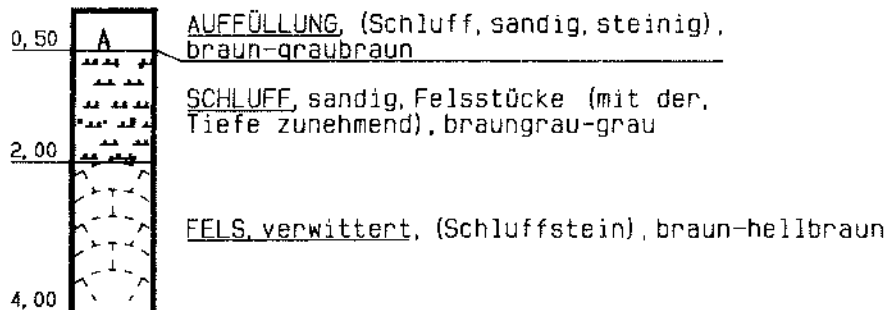 AUFFÜLLUNG, (Schluff, sandig, steinig),
0,50 A braun-graubraun
SCHLUFF, sandig, Felsstücke (mit der,
Tiefe zunehmend), braungrau-grau
2,00
FELS, verwittert, (Schluffstein), braun-hellbraun
4,00